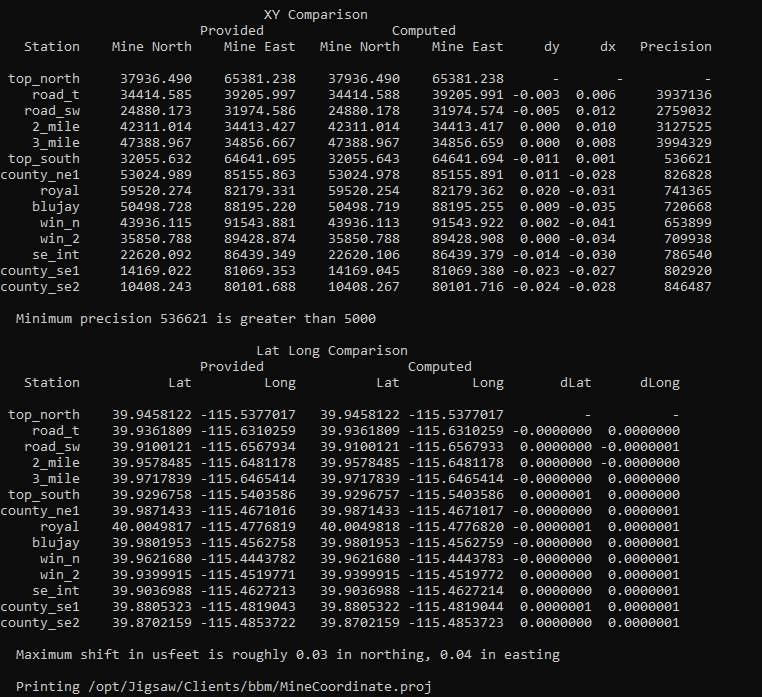 XY Comparison
Provided Computed
Station Mine North Mine East Mine North Mine East dy dx Precision
top_north 37936.490 65381.238 37936.490 65381.238 - - -
road_t 34414.585 39205.997 34414.588 39205.991 -0.003 0.006 3937136
road_sw 24880.173 31974.586 24880.178 31974.574 -0.005 0.012 2759032
2_mile 42311.014 34413.427 42311.014 34413.417 0.000 0.010 3127525
3_mile 47388.967 34856.667 47388.967 34856.659 0.000 0.008 3994329
top_south 32055.632 64641.695 32055.643 64641.694 -0.011 0.001 536621
county_ne1 53024.989 85155.863 53024.978 85155.891 0.011 -0.028 826828
royal 59520.274 82179.331 59520.254 82179.362 0.020 -0.031 741365
blujay 50498.728 88195.220 50498.719 88195.255 0.009 -0.035 720668
win_n 43936.115 91543.881 43936.113 91543.922 0.002 -0.041 653899
win_2 35850.788 89428.874 35850.788 89428.908 0.000 -0.034 709938
se_int 22620.092 86439.349 22620.106 86439.379 -0.014 -0.030 786540
county_se1 14169.022 81069.353 14169.045 81069.380 -0.023 -0.027 802920
county_se2 10408.243 80101.688 10408.267 80101.716 -0.024 -0.028 846487
Minimum precision 536621 is greater than 5000
Lat Long Comparison
Provided Computed
Station Lat Long Lat Long dLat dLong
top_north 39.9458122 -115.5377017 39.9458122 -115.5377017 - -
road_t 39.9361809 -115.6310259 39.9361809 -115.6310259 -0.0000000 0.0000000
road_sw 39.9100121 -115.6567934 39.9100121 -115.6567933 0.0000000 -0.0000001
2_mile 39.9578485 -115.6481178 39.9578485 -115.6481178 0.0000000 -0.0000000
3_mile 39.9717839 -115.6465414 39.9717839 -115.6465414 0.0000000 0.0000000
top_south 39.9296758 -115.5403586 39.9296757 -115.5403586 0.0000001 0.0000000
county_ne1 39.9871433 -115.4671016 39.9871433 -115.4671017 -0.0000000 0.0000001
royal 40.0049817 -115.4776819 40.0049818 -115.4776820 -0.0000001 0.0000001
blujay 39.9801953 -115.4562758 39.9801953 -115.4562759 -0.0000000 0.0000001
win_n 39.9621680 -115.4443782 39.9621680 -115.4443783 -0.0000000 0.0000001
win_2 39.9399915 -115.4519771 39.9399915 -115.4519772 0.0000000 0.0000001
se_int 39.9036988 -115.4627213 39.9036988 -115.4627214 0.0000000 0.0000001
county_se1 39.8805323 -115.4819043 39.8805322 -115.4819044 0.0000001 0.0000001
county_se2 39.8702159 -115.4853722 39.8702159 -115.4853723 0.0000000 0.0000001
Maximum shift in usfeet is roughly 0.03 in northing, 0.04 in easting
Printing /opt/Jigsaw/Clients/bbm/MineCoordinate.proj